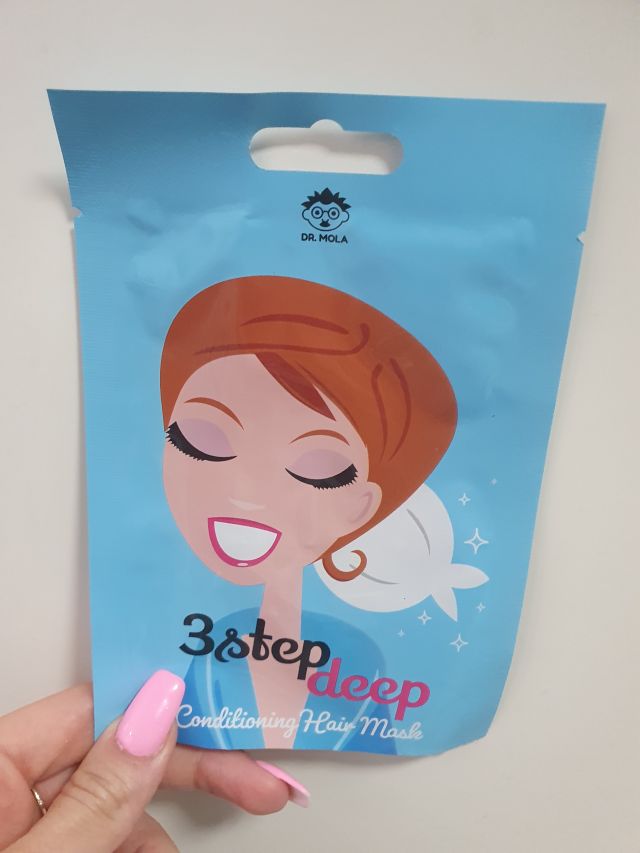 DR. MOLA
3step
deep
Conditioning Hair Mask